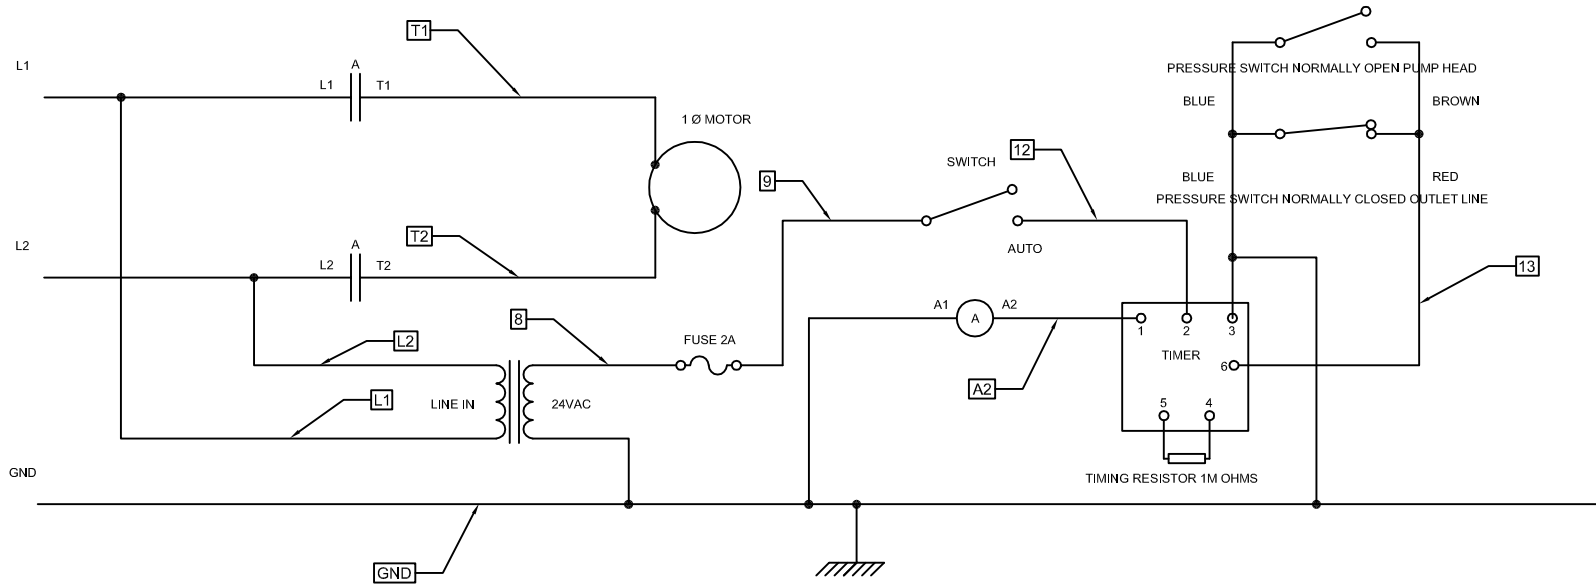 T1
L1
A
L1
T1
PRESSURE SWITCH NORMALLY OPEN PUMP HEAD
BLUE
BROWN
1 Ø MOTOR
12
SWITCH
9
BLUE
RED
PRESSURE SWITCH NORMALLY CLOSED OUTLET LINE
T2
L2
A
L2
T2
AUTO
13
A1
A
A2
8
L2
FUSE 2A
1
2
3
TIMER
6
A2
L1
LINE IN
24VAC
5
4
GND
TIMING RESISTOR 1M OHMS
GND